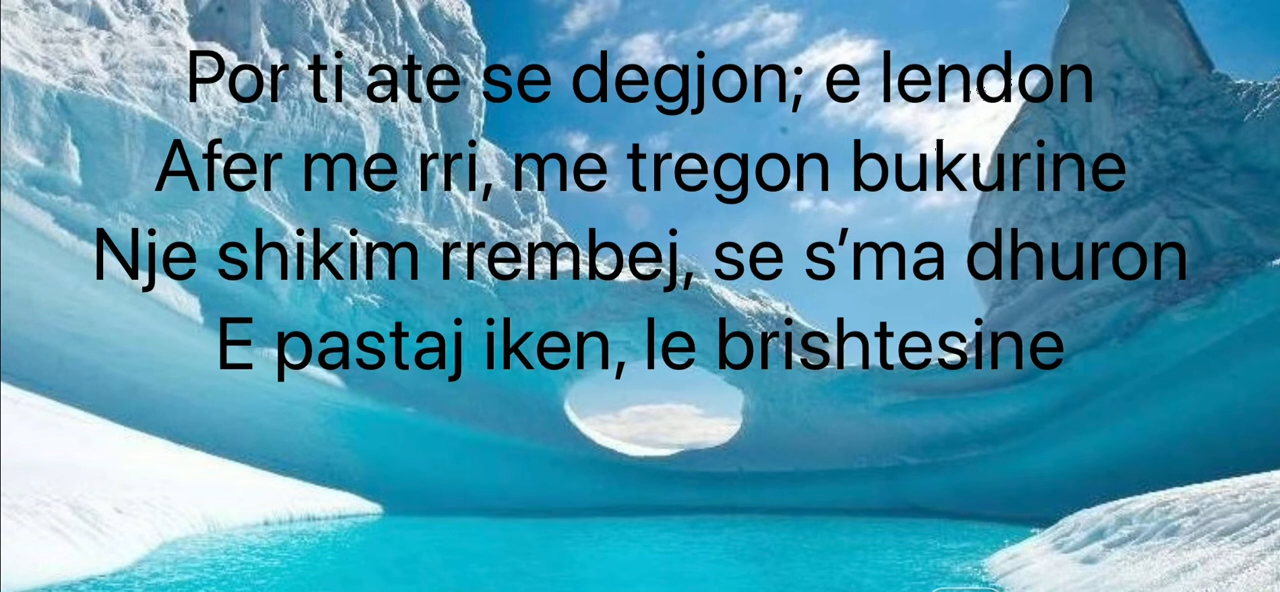 Por ti ate se degjon; e lendon
Afer me rri, me tregon bukurine
Nje shikim rrembej, se s’ma dhuron
E pastaj iken, le brishtesine